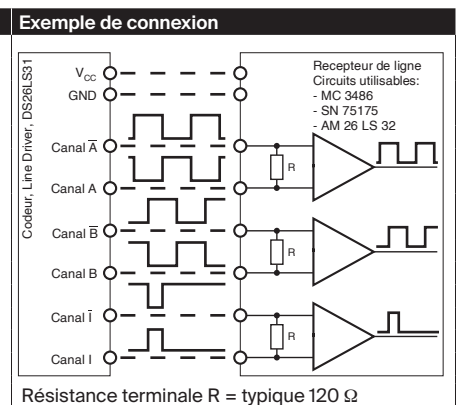 Exemple de connexion
Codeur, Line Driver, DS26LS31
VCC
GND
Canal A̅
Canal A
Canal B̅
Canal B
Canal I̅
Canal I
Recepteur de ligne
Circuits utilisables:
- MC 3486
- SN 75175
- AM 26 LS 32
R
R
R
Résistance terminale R = typique 120 Ω